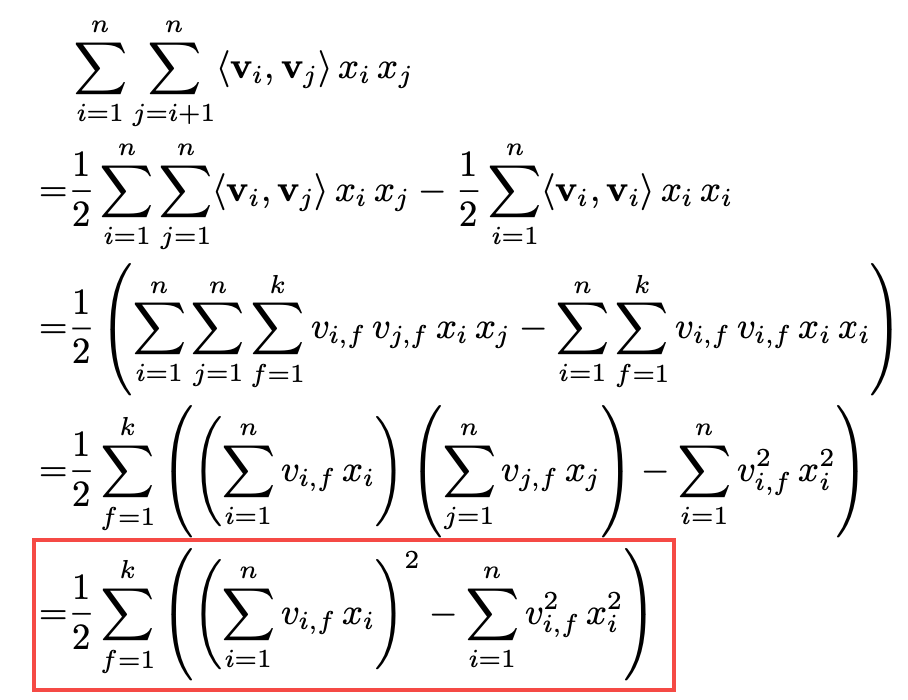 \sum_{i=1}^{n} \sum_{j=i+1}^{n} \langle \mathbf{v}_i, \mathbf{v}_j \rangle x_i x_j
= \frac{1}{2} \sum_{i=1}^{n} \sum_{j=1}^{n} \langle \mathbf{v}_i, \mathbf{v}_j \rangle x_i x_j - \frac{1}{2} \sum_{i=1}^{n} \langle \mathbf{v}_i, \mathbf{v}_i \rangle x_i x_i
= \frac{1}{2} \left( \sum_{i=1}^{n} \sum_{j=1}^{n} \sum_{f=1}^{k} v_{i,f} v_{j,f} x_i x_j - \sum_{i=1}^{n} \sum_{f=1}^{k} v_{i,f} v_{i,f} x_i x_i \right)
= \frac{1}{2} \sum_{f=1}^{k} \left( \left( \sum_{i=1}^{n} v_{i,f} x_i \right) \left( \sum_{j=1}^{n} v_{j,f} x_j \right) - \sum_{i=1}^{n} v_{i,f}^2 x_i^2 \right)
= \frac{1}{2} \sum_{f=1}^{k} \left( \left( \sum_{i=1}^{n} v_{i,f} x_i \right)^2 - \sum_{i=1}^{n} v_{i,f}^2 x_i^2 \right)